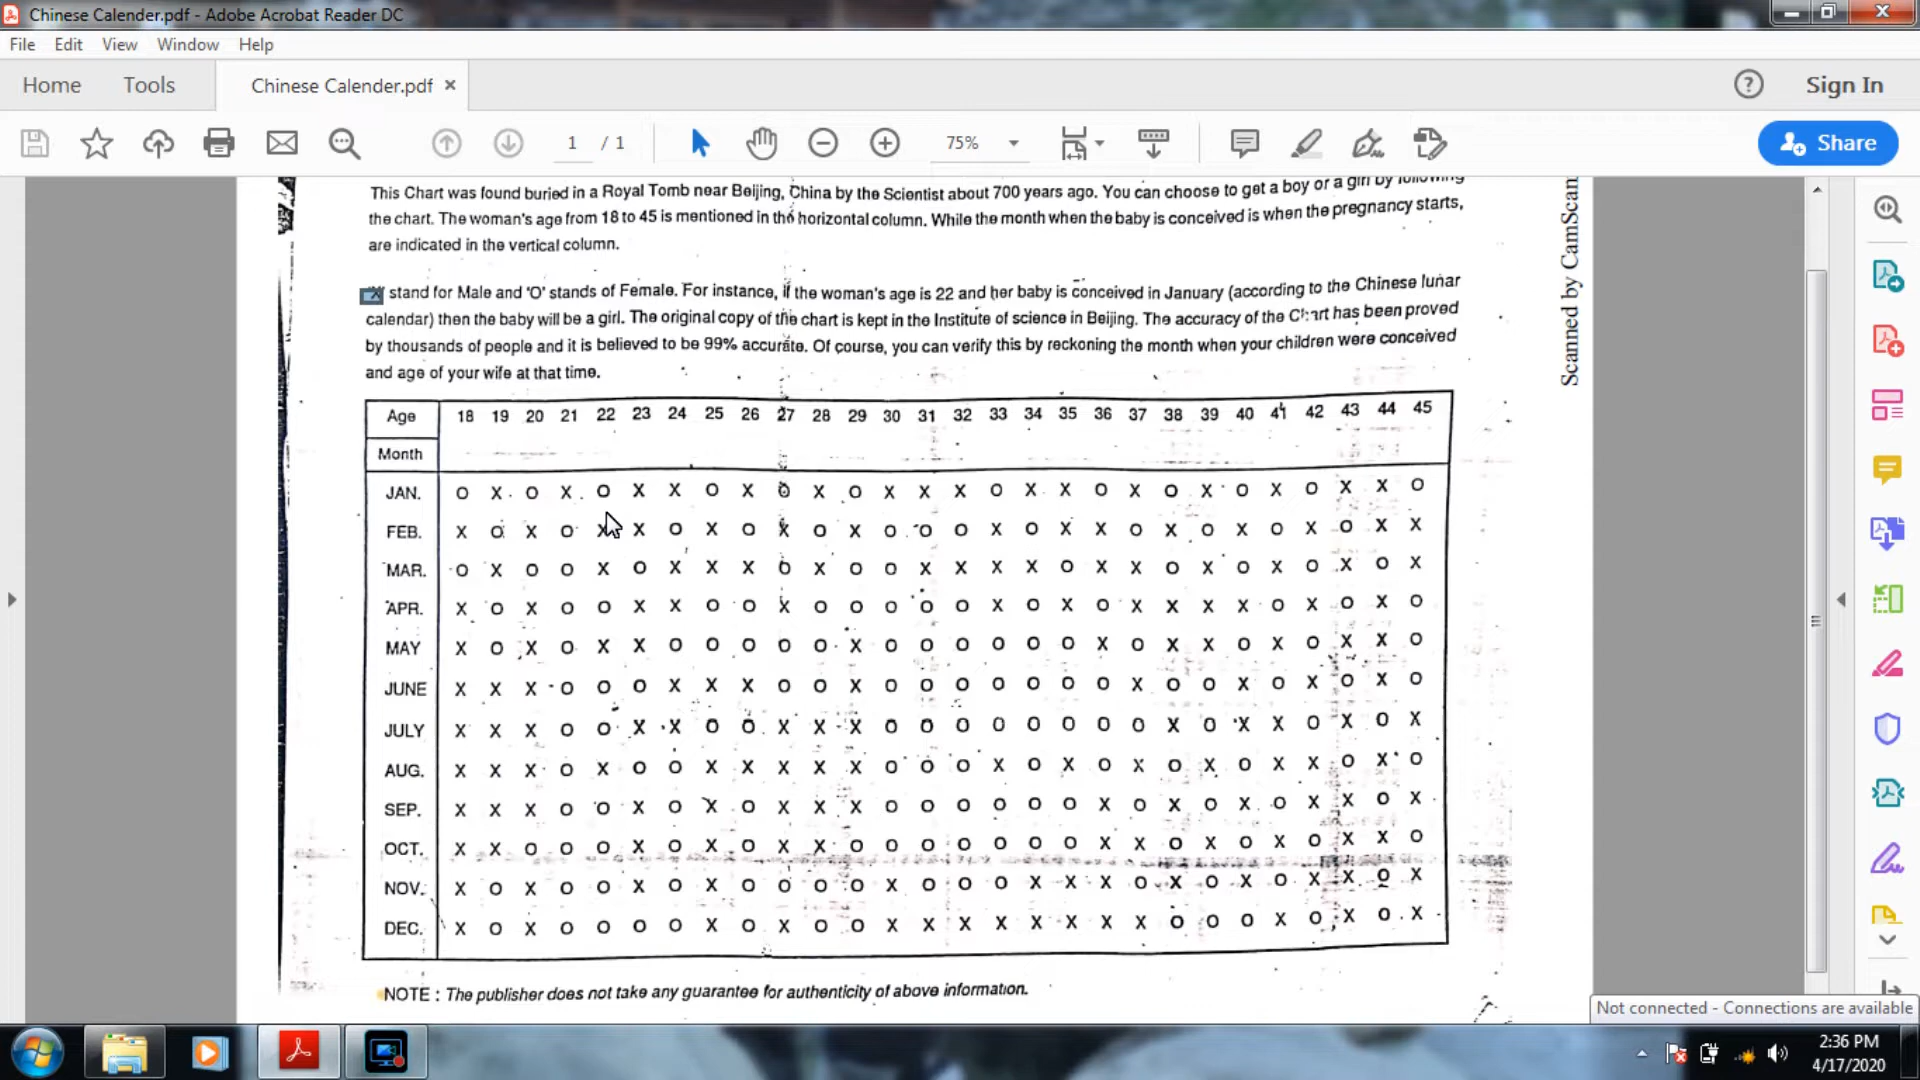 Chinese Calender.pdf - Adobe Acrobat Reader DC
File Edit View Window Help
Home Tools Chinese Calender.pdf × Sign In
1 / 1 75% Share
This Chart was found buried in a Royal Tomb near Beijing, China by the Scientist about 700 years ago. You can choose to get a boy or a girl by following
the chart. The woman's age from 18 to 45 is mentioned in the horizontal column. While the month when the baby is conceived is when the pregnancy starts,
are indicated in the vertical column.
stand for Male and 'O' stands of Female. For instance, if the woman's age is 22 and her baby is conceived in January (according to the Chinese lunar
calendar) then the baby will be a girl. The original copy of the chart is kept in the Institute of science in Beijing. The accuracy of the Chart has been proved
by thousands of people and it is believed to be 99% accurate. Of course, you can verify this by reckoning the month when your children were conceived
and age of your wife at that time.
Scanned by CamScan
Age 18 19 20 21 22 23 24 25 26 27 28 29 30 31 32 33 34 35 36 37 38 39 40 41 42 43 44 45
Month
JAN. O X O X O X X O X O X O X X X O X X O X O X O X O X X O
FEB. X O X O X X O X O X O X O O O X O X X O X O X O X O X X
MAR. O X O O X O X X X O X O O X X X X O X X O X O X O X O X
APR. X O X O O X X O O X O O O O O X O X O X X X X O X O X O
MAY X O X O X X O O O O O X O O O O O O X O X X O X O X X O
JUNE X X X O O O X X X O O X O O O O O O O X O O X O X O X O
JULY X X X O O X X O O X X X O O O O O O O O X O X X O X O X
AUG. X X X O X O O X X X X X O O O X O X O X O X O X X O X O
SEP. X X X O O X O X O X X X O O O O O O X O X O X O X X O X
OCT. X X O O O X O X O X X O O O O O O O X X O X O X O X X O
NOV. X O X O O X O X O O O O X O O O X X X O X O X O X X O X
DEC. X O X O O O O X O X O O X X X X X X X X O O O X O X O X
NOTE : The publisher does not take any guarantee for authenticity of above information.
Not connected - Connections are available
2:36 PM
4/17/2020